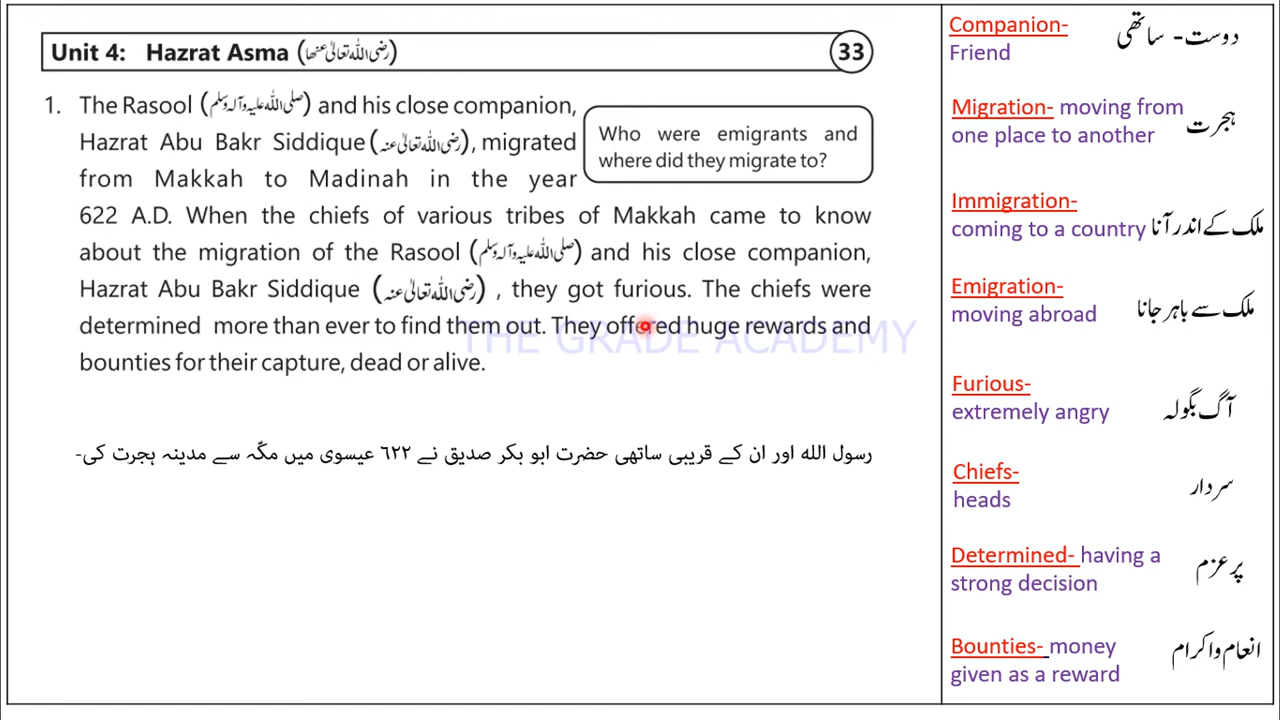 Unit 4: Hazrat Asma (رضی اللہ تعالیٰ عنھا)
33
1. The Rasool (صلی اللہ علیہ وآلہ وسلم) and his close companion,
Hazrat Abu Bakr Siddique (رضی اللہ تعالیٰ عنہ), migrated
from Makkah to Madinah in the year
622 A.D. When the chiefs of various tribes of Makkah came to know
about the migration of the Rasool (صلی اللہ علیہ وآلہ وسلم) and his close companion,
Hazrat Abu Bakr Siddique (رضی اللہ تعالیٰ عنہ) , they got furious. The chiefs were
determined more than ever to find them out. They offered huge rewards and
bounties for their capture, dead or alive.
Who were emigrants and
where did they migrate to?
THE GRADE ACADEMY
رسول اللہ اور ان کے قریبی ساتھی حضرت ابو بکر صدیق نے ٦٢٢ عیسوی میں مکّہ سے مدینہ ہجرت کی-
Companion- دوست - ساتھی
Friend
Migration- moving from
one place to another ہجرت
Immigration-
coming to a country ملک کے اندر آنا
Emigration-
moving abroad ملک سے باہر جانا
Furious-
extremely angry آگ بگولہ
Chiefs-
heads سردار
Determined- having a
strong decision پر عزم
Bounties- money
given as a reward انعام و اکرام